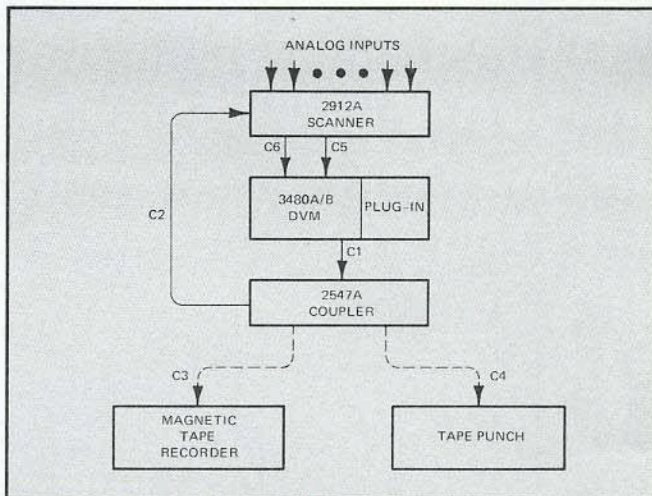 ANALOG INPUTS
2912A
SCANNER
C6
C5
C2
3480A/B
DVM
PLUG-IN
C1
2547A
COUPLER
C3
C4
MAGNETIC
TAPE
RECORDER
TAPE PUNCH